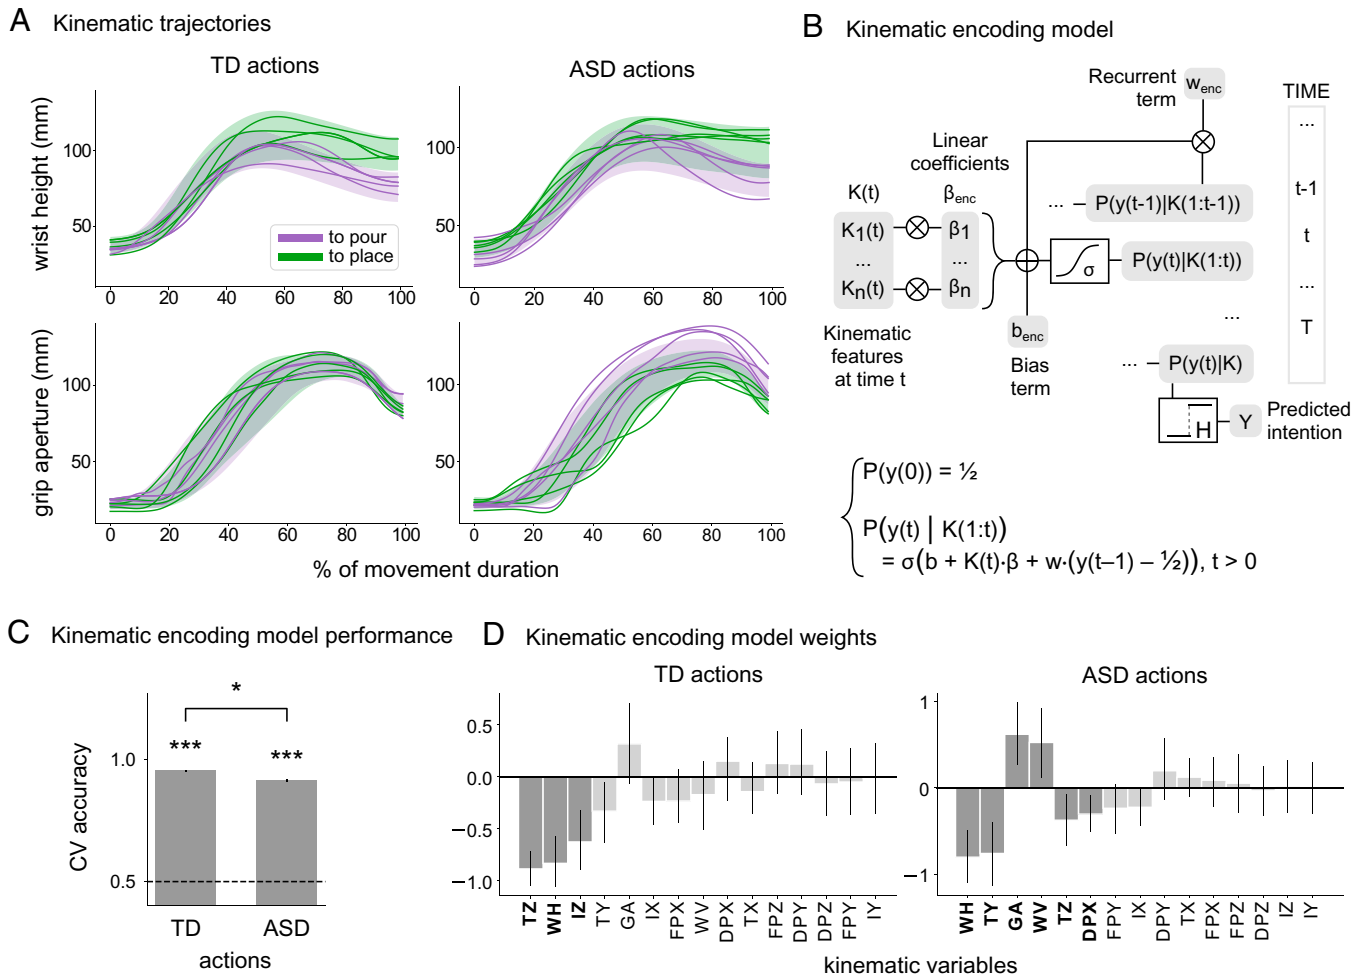 A Kinematic trajectories
TD actions
ASD actions
wrist height (mm)
100
50
to pour
to place
0 20 40 60 80 100
100
50
0 20 40 60 80 100
grip aperture (mm)
100
50
0 20 40 60 80 100
100
50
0 20 40 60 80 100
% of movement duration
B Kinematic encoding model
Recurrent
term
w_enc
TIME
...
t-1
t
...
T
Linear
coefficients
K(t)
β_enc
K₁(t)
...
Kₙ(t)
β₁
...
βₙ
Kinematic
features
at time t
b_enc
Bias
term
σ
... P(y(t-1)|K(1:t-1))
P(y(t)|K(1:t))
...
... P(y(t)|K)
H
Y
Predicted
intention
P(y(0)) = ½
P(y(t) | K(1:t))
= σ(b + K(t)·β + w·(y(t–1) – ½)), t > 0
C Kinematic encoding model performance
CV accuracy
1.0
0.5
*
***
***
TD
ASD
actions
D Kinematic encoding model weights
TD actions
0.5
0.0
−0.5
−1.0
TZ WH IZ TY GA IX FPX WV DPX TX FPZ DPY DPZ FPY IY
ASD actions
1
0
−1
WH TY GA WV TZ DPX FPY IX DPY TX FPX FPZ DPZ IZ IY
kinematic variables